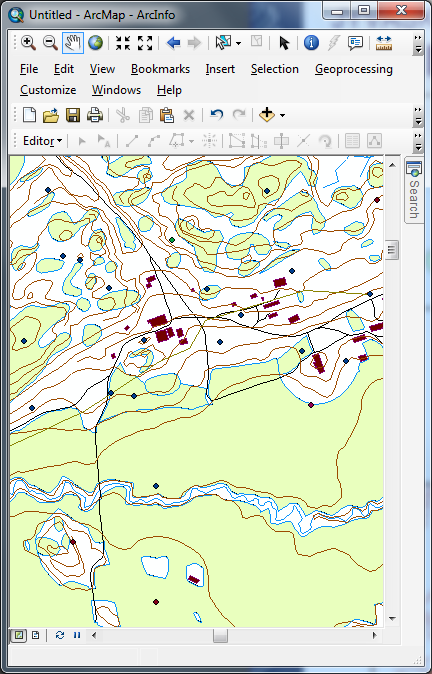 Untitled - ArcMap - ArcInfo
File Edit View Bookmarks Insert Selection Geoprocessing
Customize Windows Help
Editor
Search